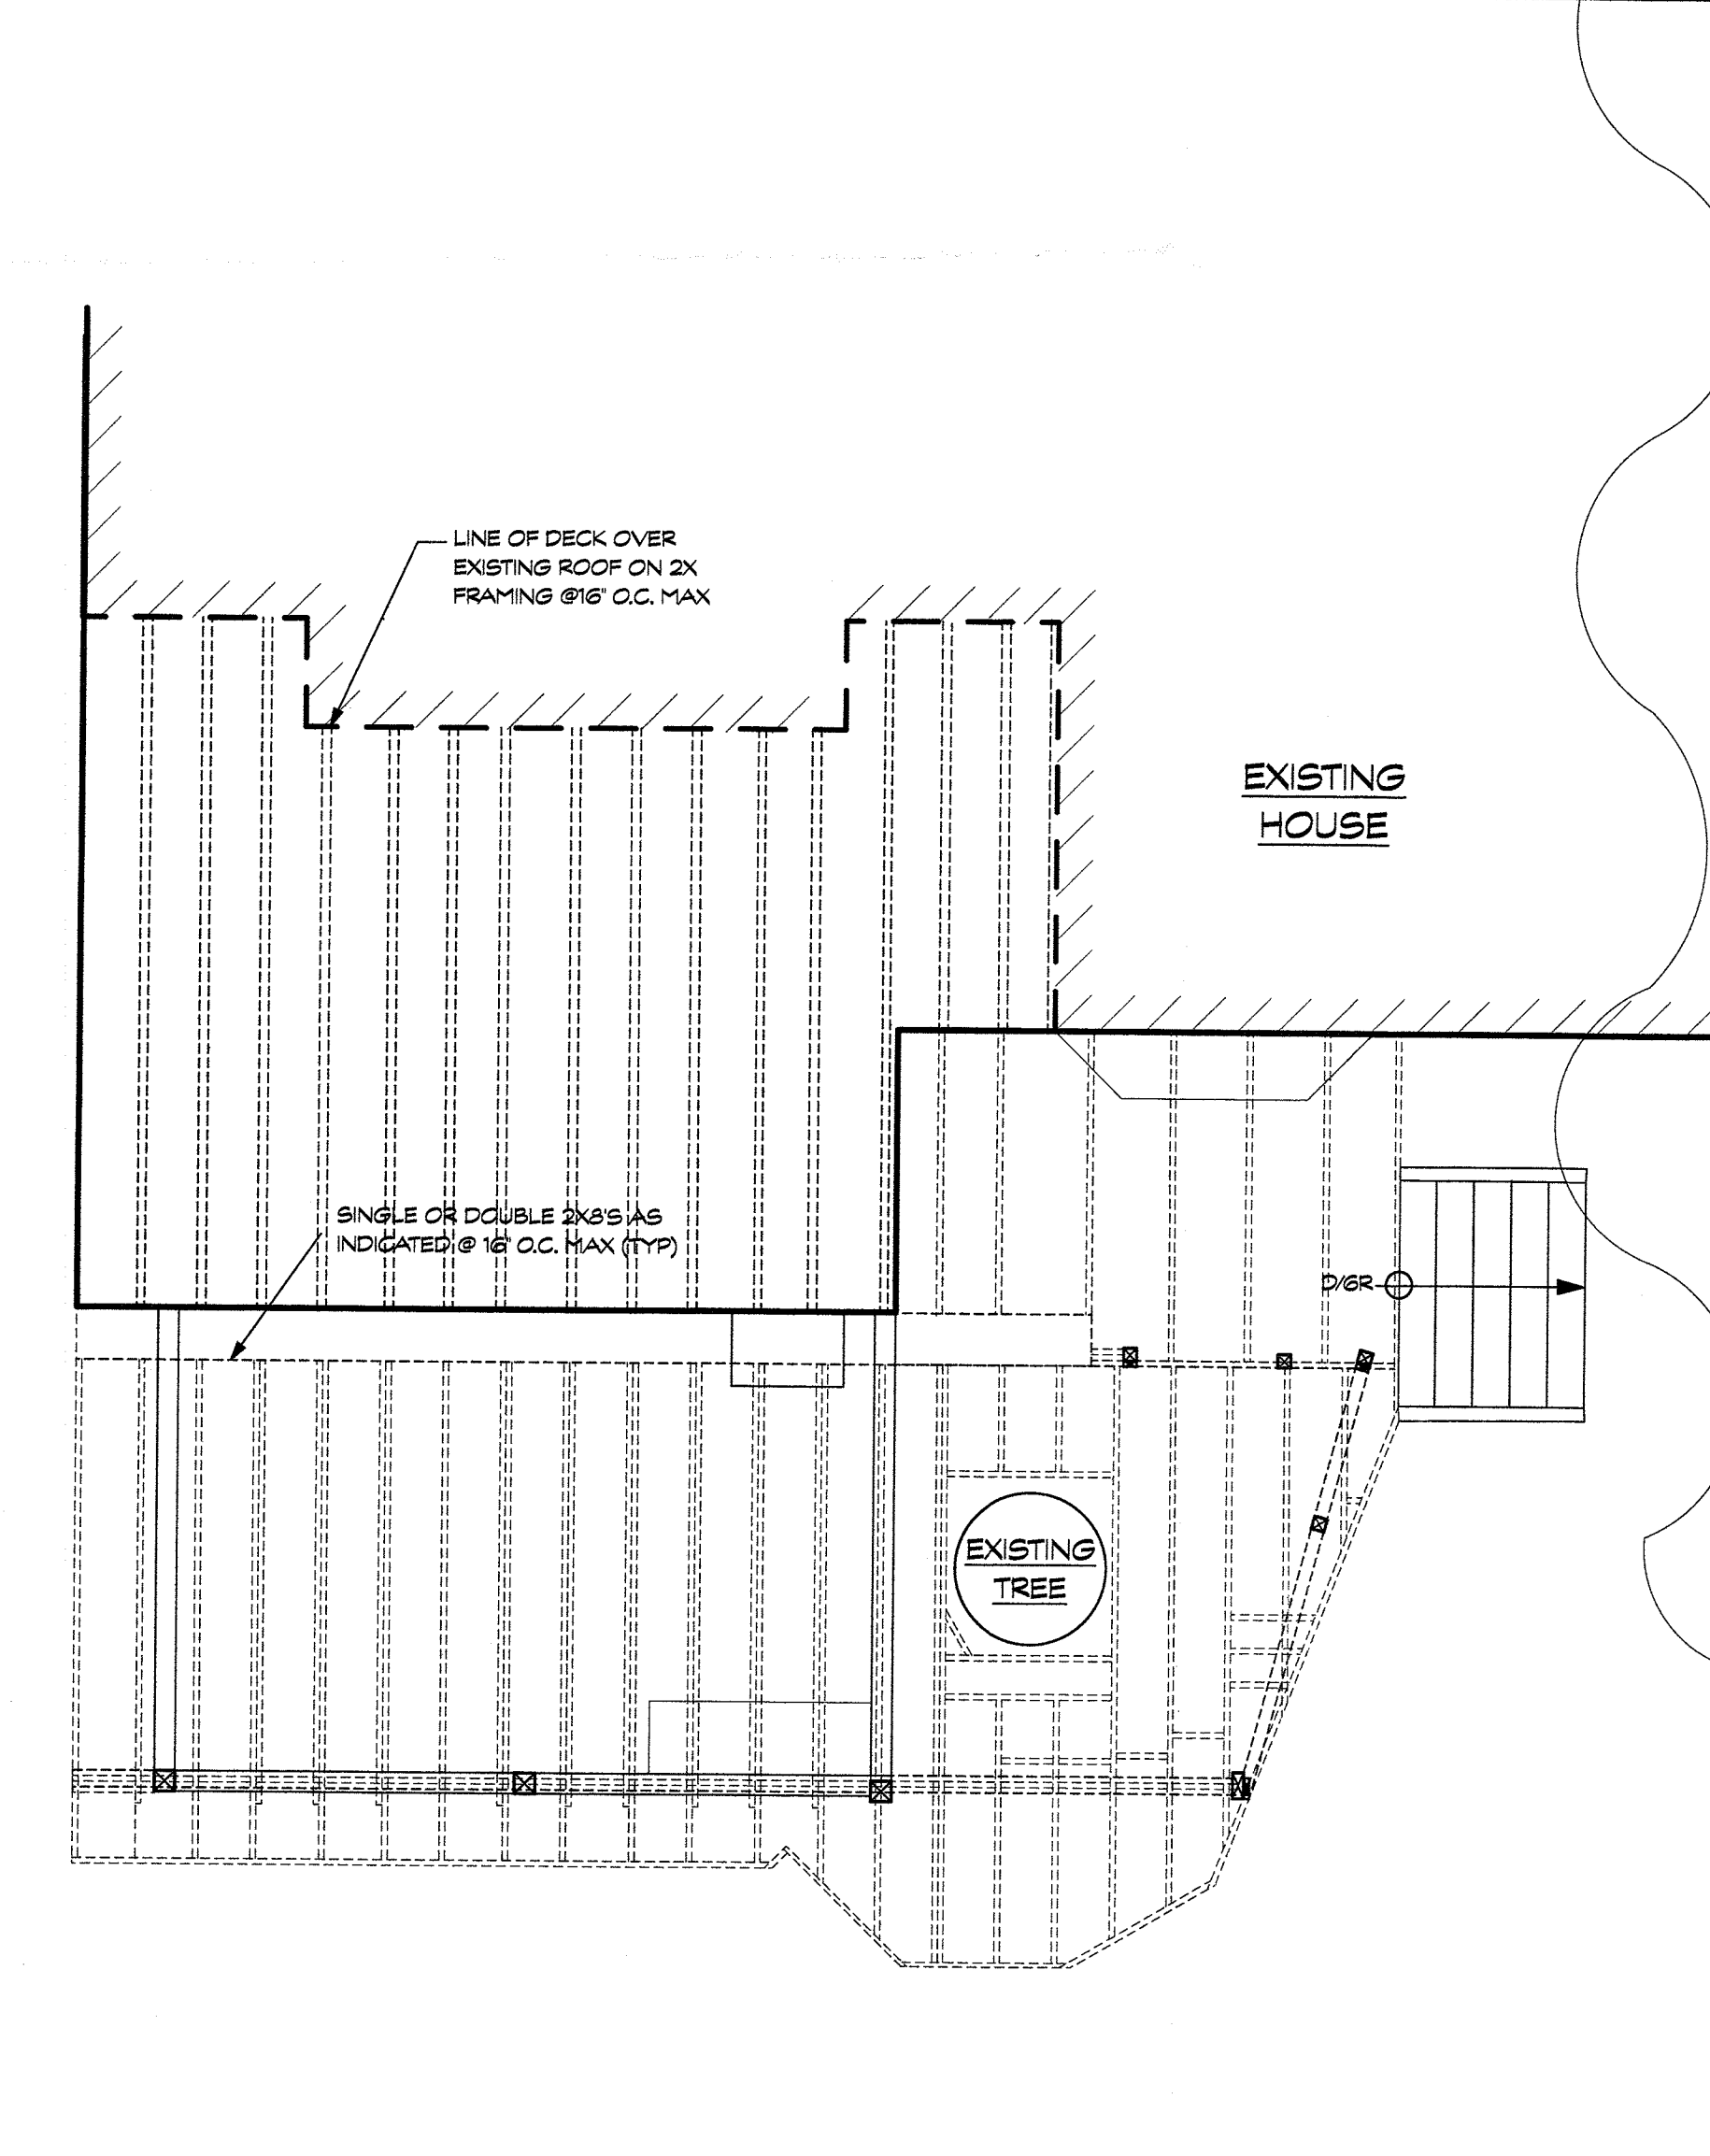 LINE OF DECK OVER
EXISTING ROOF ON 2X
FRAMING @16" O.C. MAX
EXISTING
HOUSE
SINGLE OR DOUBLE 2X8'S AS
INDICATED @ 16" O.C. MAX (TYP)
D/6R
EXISTING
TREE